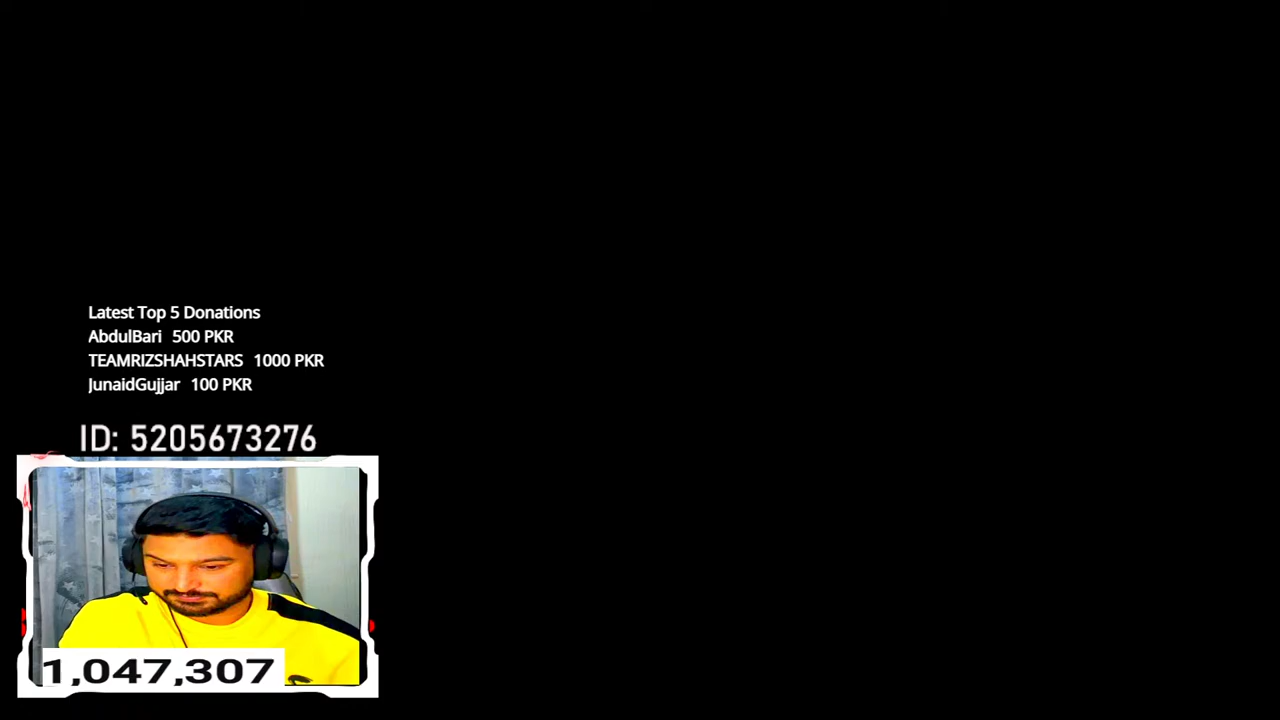 Latest Top 5 Donations
AbdulBari 500 PKR
TEAMRIZSHAHSTARS 1000 PKR
JunaidGujjar 100 PKR
ID: 5205673276
1,047,307